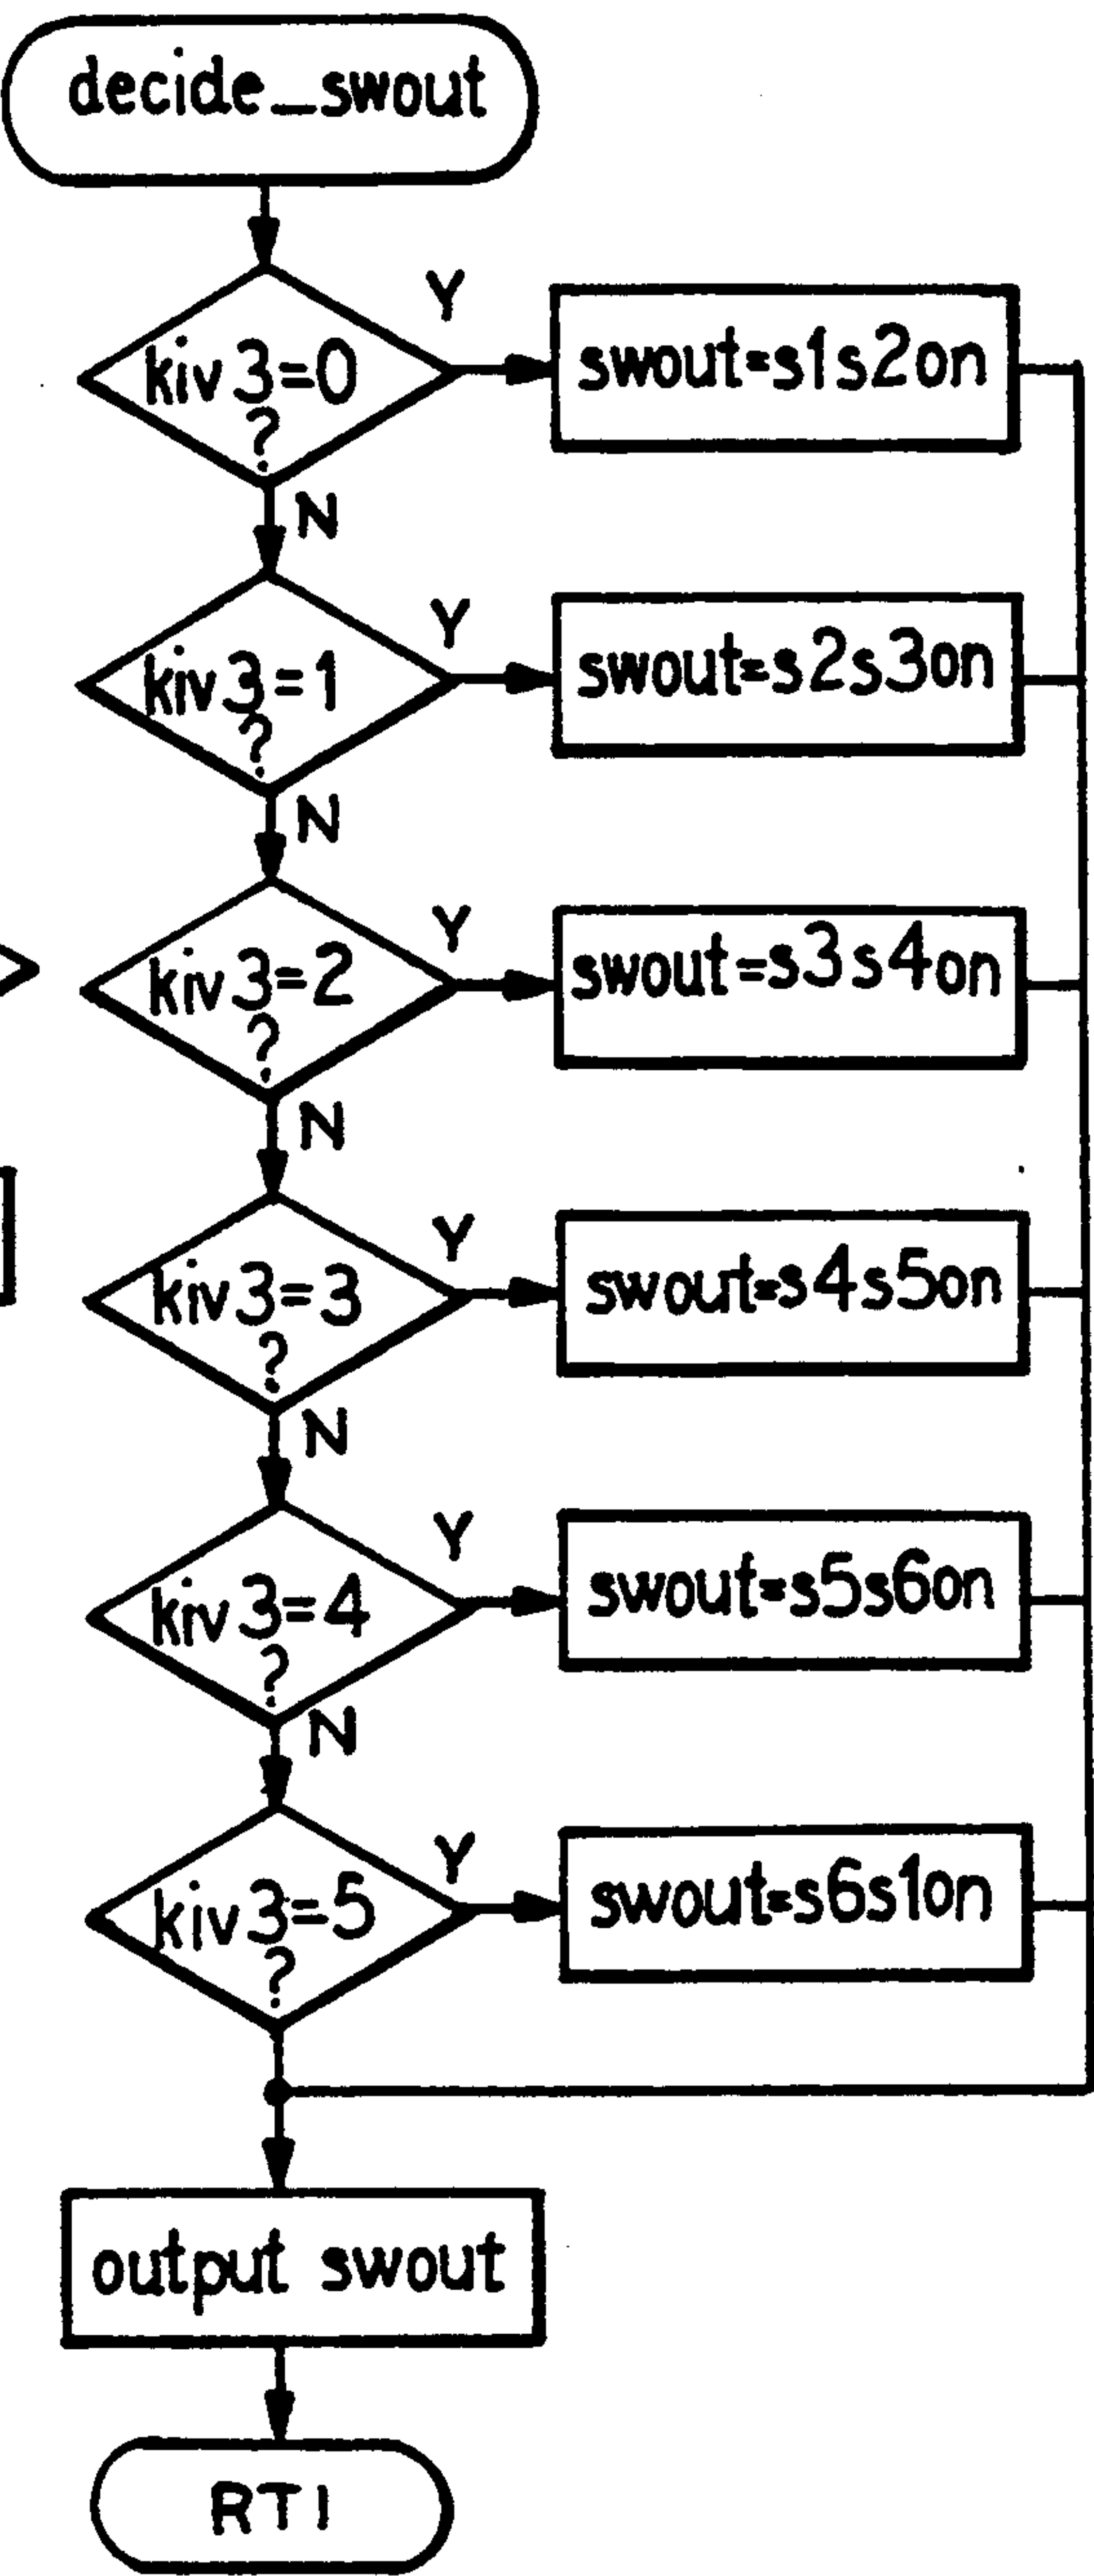 decide_swout
kiv3=0
?
Y
swout=s1s2on
N
kiv3=1
?
Y
swout=s2s3on
N
kiv3=2
?
Y
swout=s3s4on
N
kiv3=3
?
Y
swout=s4s5on
N
kiv3=4
?
Y
swout=s5s6on
N
kiv3=5
?
Y
swout=s6s1on
output swout
RTI